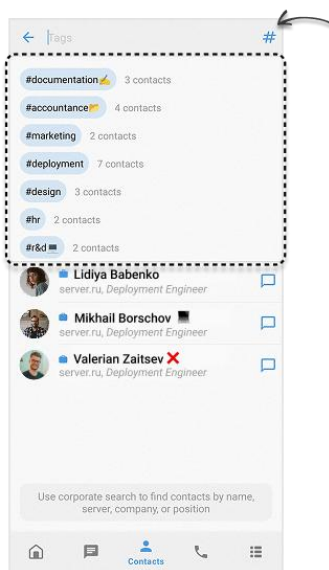 Tags #
#documentation✍️ 3 contacts
#accountance📂 4 contacts
#marketing 2 contacts
#deployment 7 contacts
#design 3 contacts
#hr 2 contacts
#r&d💻 2 contacts
Lidiya Babenko
server.ru, Deployment Engineer
Mikhail Borschov
server.ru, Deployment Engineer
Valerian Zaitsev❌
server.ru, Deployment Engineer
Use corporate search to find contacts by name,
server, company, or position
Contacts